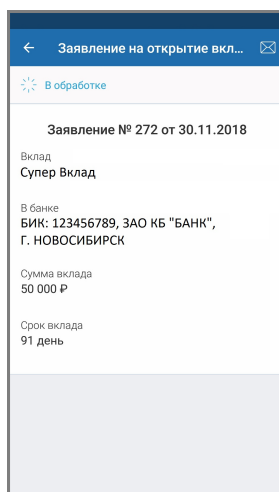 Заявление на открытие вкл...
В обработке
Заявление № 272 от 30.11.2018
Вклад
Супер Вклад
В банке
БИК: 123456789, ЗАО КБ "БАНК",
Г. НОВОСИБИРСК
Сумма вклада
50 000 ₽
Срок вклада
91 день